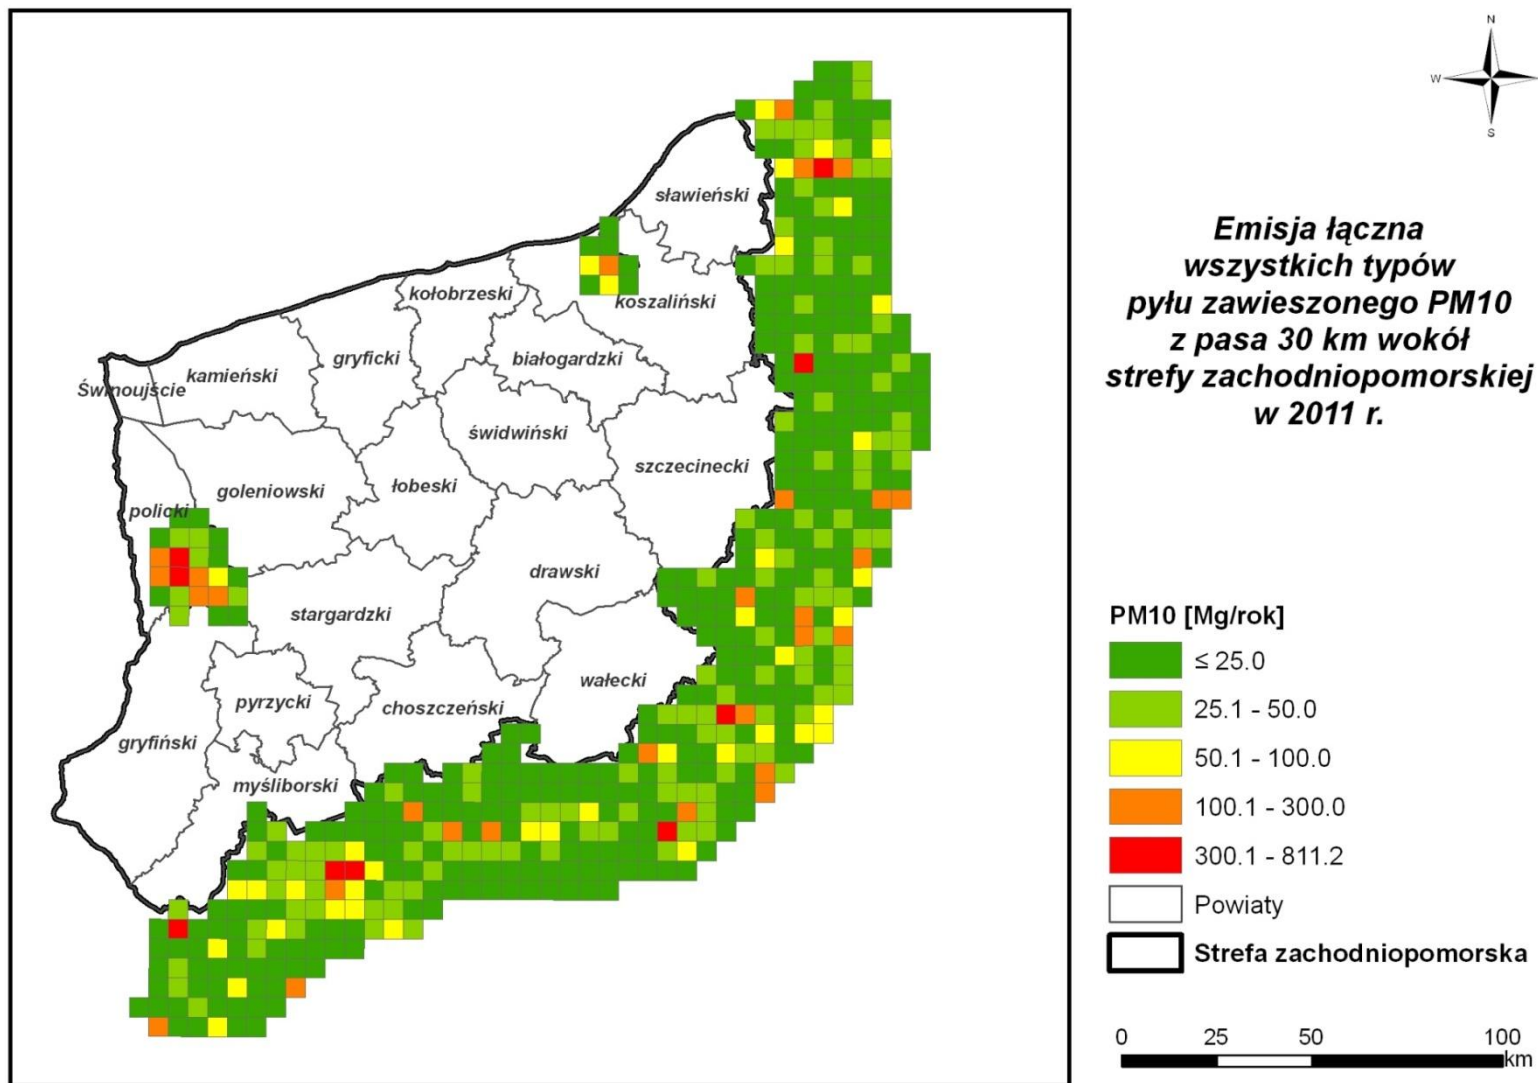 N
W
S
Emisja łączna
wszystkich typów
pyłu zawieszonego PM10
z pasa 30 km wokół
strefy zachodniopomorskiej
w 2011 r.
sławieński
kołobrzeski
koszaliński
gryficki
białogardzki
kamieński
Świnoujście
świdwiński
szczecinecki
łobeski
goleniowski
policki
drawski
stargardzki
wałecki
pyrzycki
choszczeński
gryfiński
myśliborski
PM10 [Mg/rok]
≤ 25.0
25.1 - 50.0
50.1 - 100.0
100.1 - 300.0
300.1 - 811.2
Powiaty
Strefa zachodniopomorska
0 25 50 100
km